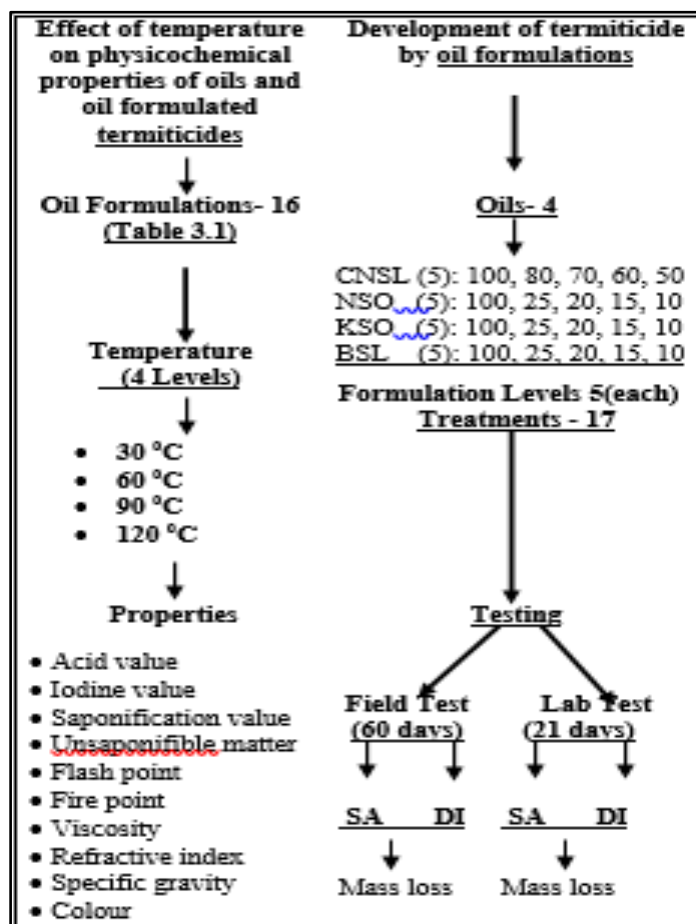 Effect of temperature
on physicochemical
properties of oils and
oil formulated
termiticides
Oil Formulations- 16
(Table 3.1)
Temperature
(4 Levels)
• 30 °C
• 60 °C
• 90 °C
• 120 °C
Properties
• Acid value
• Iodine value
• Saponification value
• Unsaponifible matter
• Flash point
• Fire point
• Viscosity
• Refractive index
• Specific gravity
• Colour
Development of termiticide
by oil formulations
Oils- 4
CNSL (5): 100, 80, 70, 60, 50
NSO (5): 100, 25, 20, 15, 10
KSO (5): 100, 25, 20, 15, 10
BSL (5): 100, 25, 20, 15, 10
Formulation Levels 5(each)
Treatments - 17
Testing
Field Test
(60 days)
SA DI
Mass loss
Lab Test
(21 days)
SA DI
Mass loss